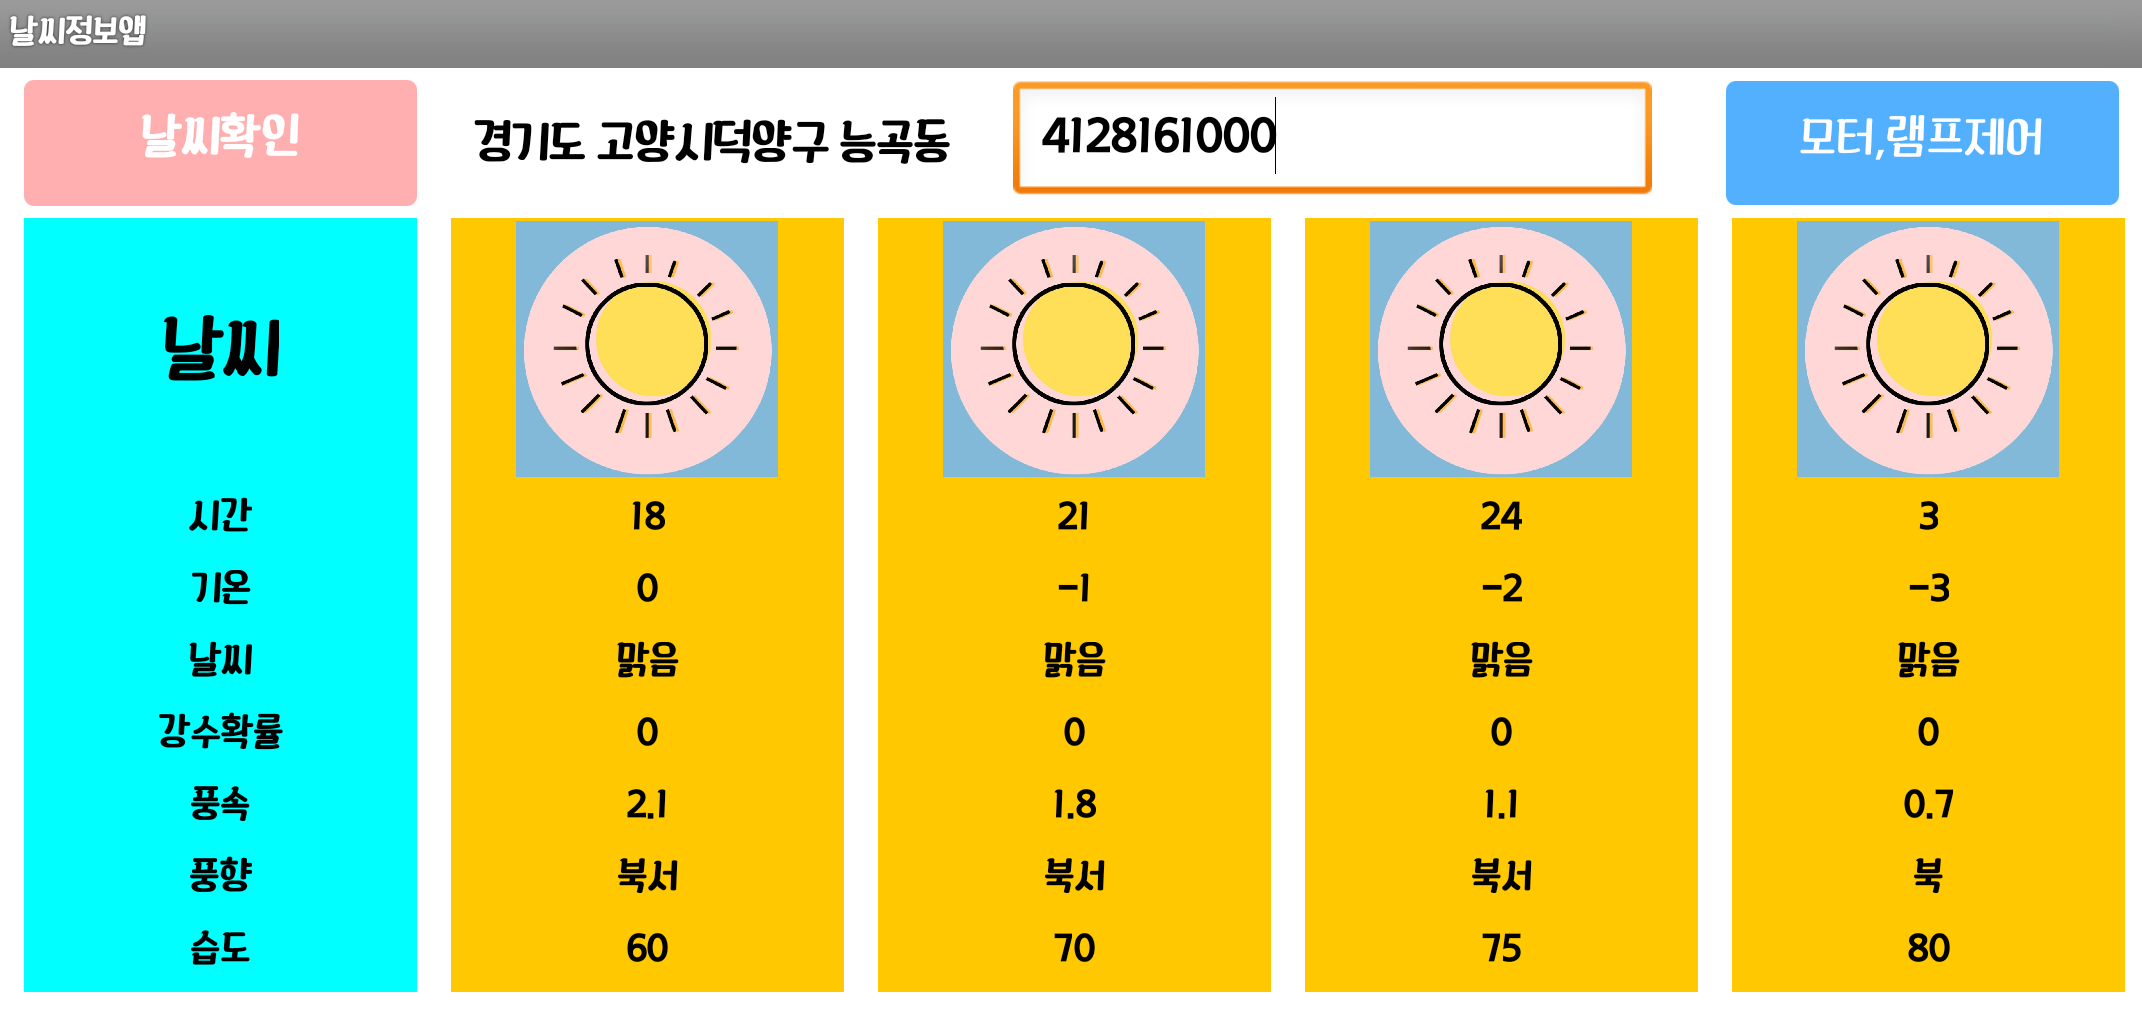 날씨정보앱
날씨확인 경기도 고양시덕양구 능곡동 4128161000 모터,램프제어
날씨
시간 18 21 24 3
기온 0 -1 -2 -3
날씨 맑음 맑음 맑음 맑음
강수확률 0 0 0 0
풍속 2.1 1.8 1.1 0.7
풍향 북서 북서 북서 북
습도 60 70 75 80